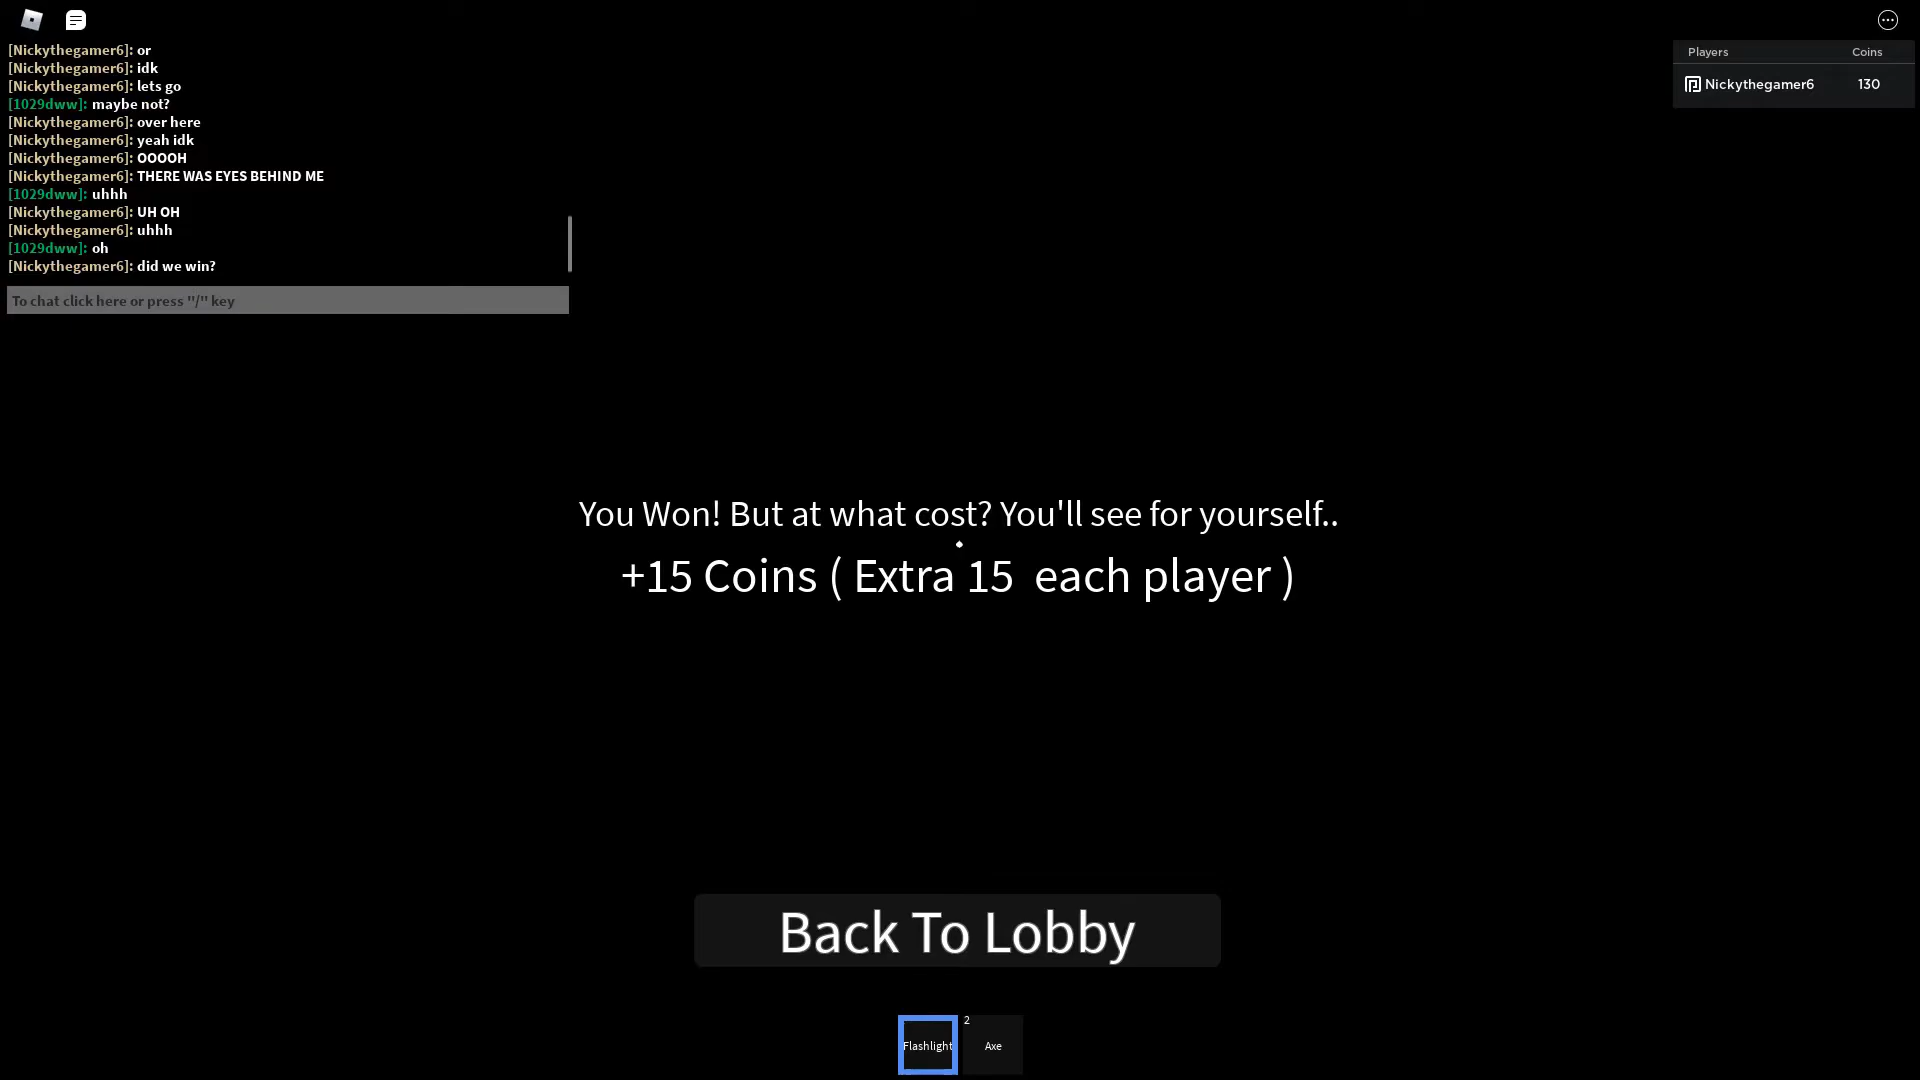 [Nickythegamer6]: or
[Nickythegamer6]: idk
[Nickythegamer6]: lets go
[1029dww]: maybe not?
[Nickythegamer6]: over here
[Nickythegamer6]: yeah idk
[Nickythegamer6]: OOOOH
[Nickythegamer6]: THERE WAS EYES BEHIND ME
[1029dww]: uhhh
[Nickythegamer6]: UH OH
[Nickythegamer6]: uhhh
[1029dww]: oh
[Nickythegamer6]: did we win?
To chat click here or press "/" key
Players Coins
Nickythegamer6 130
You Won! But at what cost? You'll see for yourself..
+15 Coins ( Extra 15  each player )
Back To Lobby
Flashlight
2
Axe